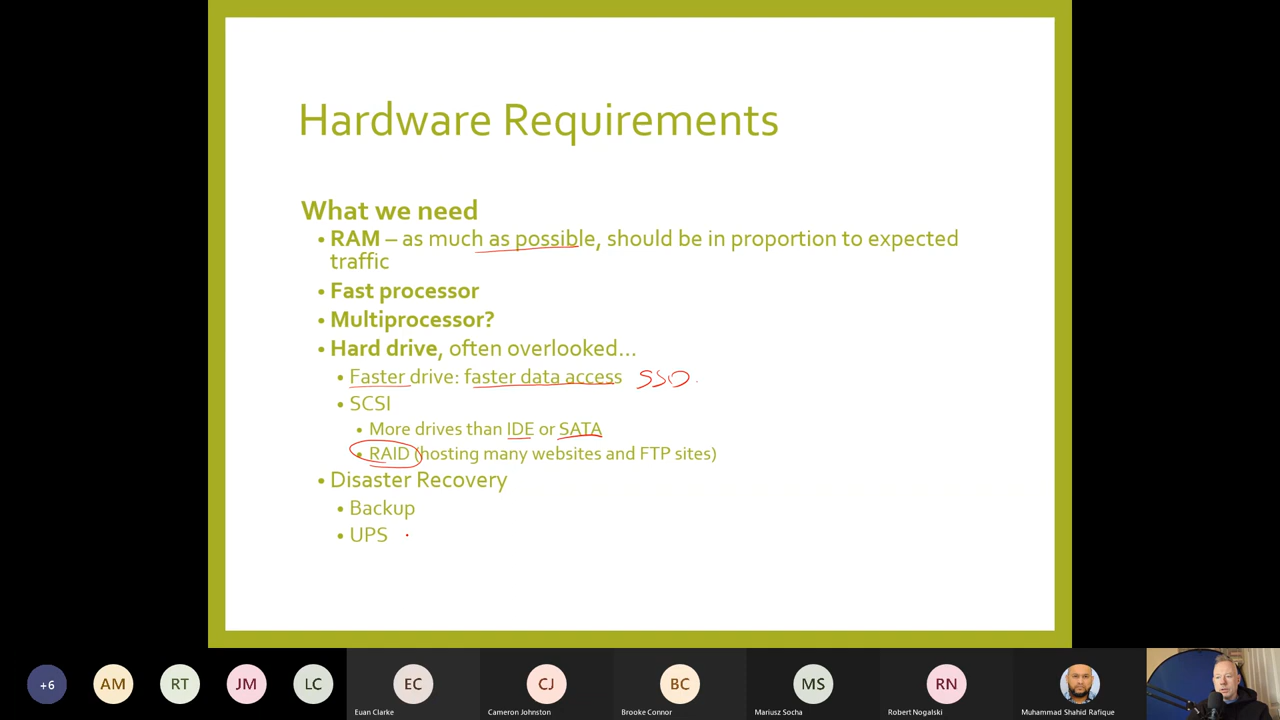 Hardware Requirements
What we need
• RAM – as much as possible, should be in proportion to expected
traffic
• Fast processor
• Multiprocessor?
• Hard drive, often overlooked...
• Faster drive: faster data access SSD
• SCSI
• More drives than IDE or SATA
• RAID (hosting many websites and FTP sites)
• Disaster Recovery
• Backup
• UPS
+6 AM RT JM LC EC CJ BC MS RN
Euan Clarke Cameron Johnston Brooke Connor Mariusz Socha Robert Nogalski Muhammad Shahid Rafique